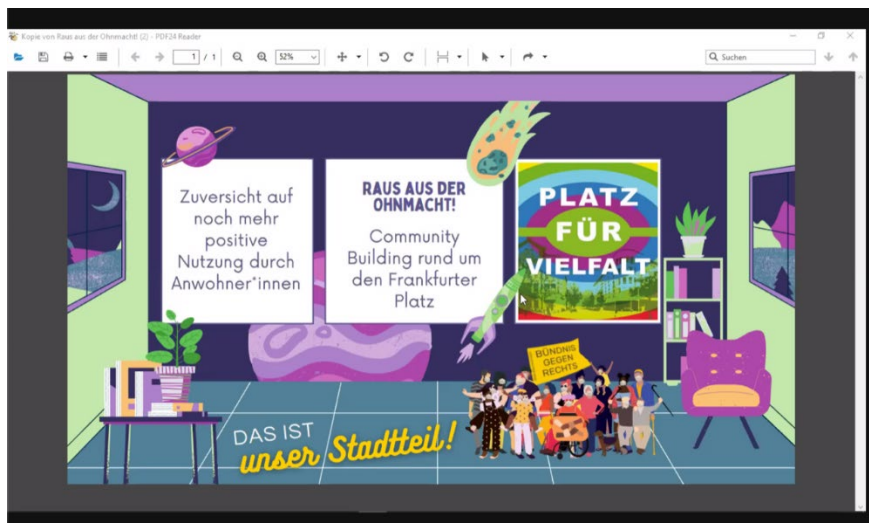 Kopie von Raus aus der Ohnmacht! (2) - PDF24 Reader
1 / 1
52%
Suchen
Zuversicht auf
noch mehr
positive
Nutzung durch
Anwohner*innen
RAUS AUS DER
OHNMACHT!
Community
Building rund um
den Frankfurter
Platz
PLATZ
FÜR
VIELFALT
BÜNDNIS
GEGEN
RECHTS
DAS IST
unser Stadtteil!